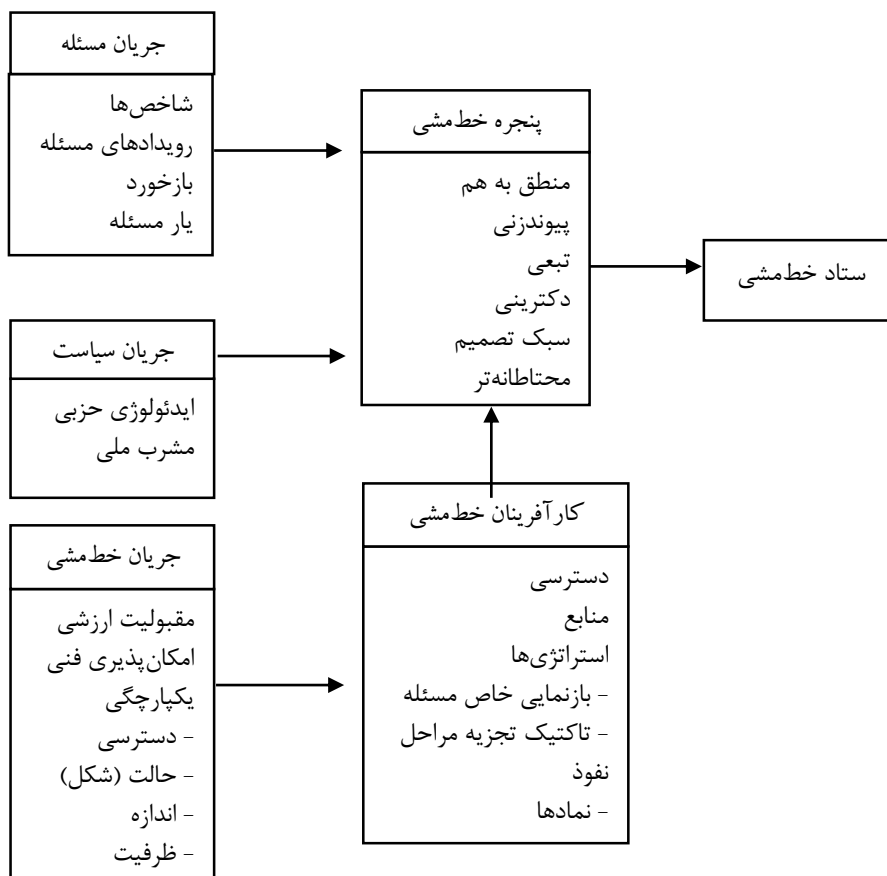 جریان مسئله
شاخص‌ها
رویدادهای مسئله
بازخورد
یار مسئله
پنجره خط‌مشی
منطق به هم
پیوندزنی
تبعی
دکترینی
سبک تصمیم
محتاطانه‌تر
ستاد خط‌مشی
جریان سیاست
ایدئولوژی حزبی
مشرب ملی
کارآفرینان خط‌مشی
دسترسی
منابع
استراتژی‌ها
- بازنمایی خاص مسئله
- تاکتیک تجزیه مراحل
نفوذ
- نمادها
جریان خط‌مشی
مقبولیت ارزشی
امکان‌پذیری فنی
یکپارچگی
- دسترسی
- حالت (شکل)
- اندازه
- ظرفیت